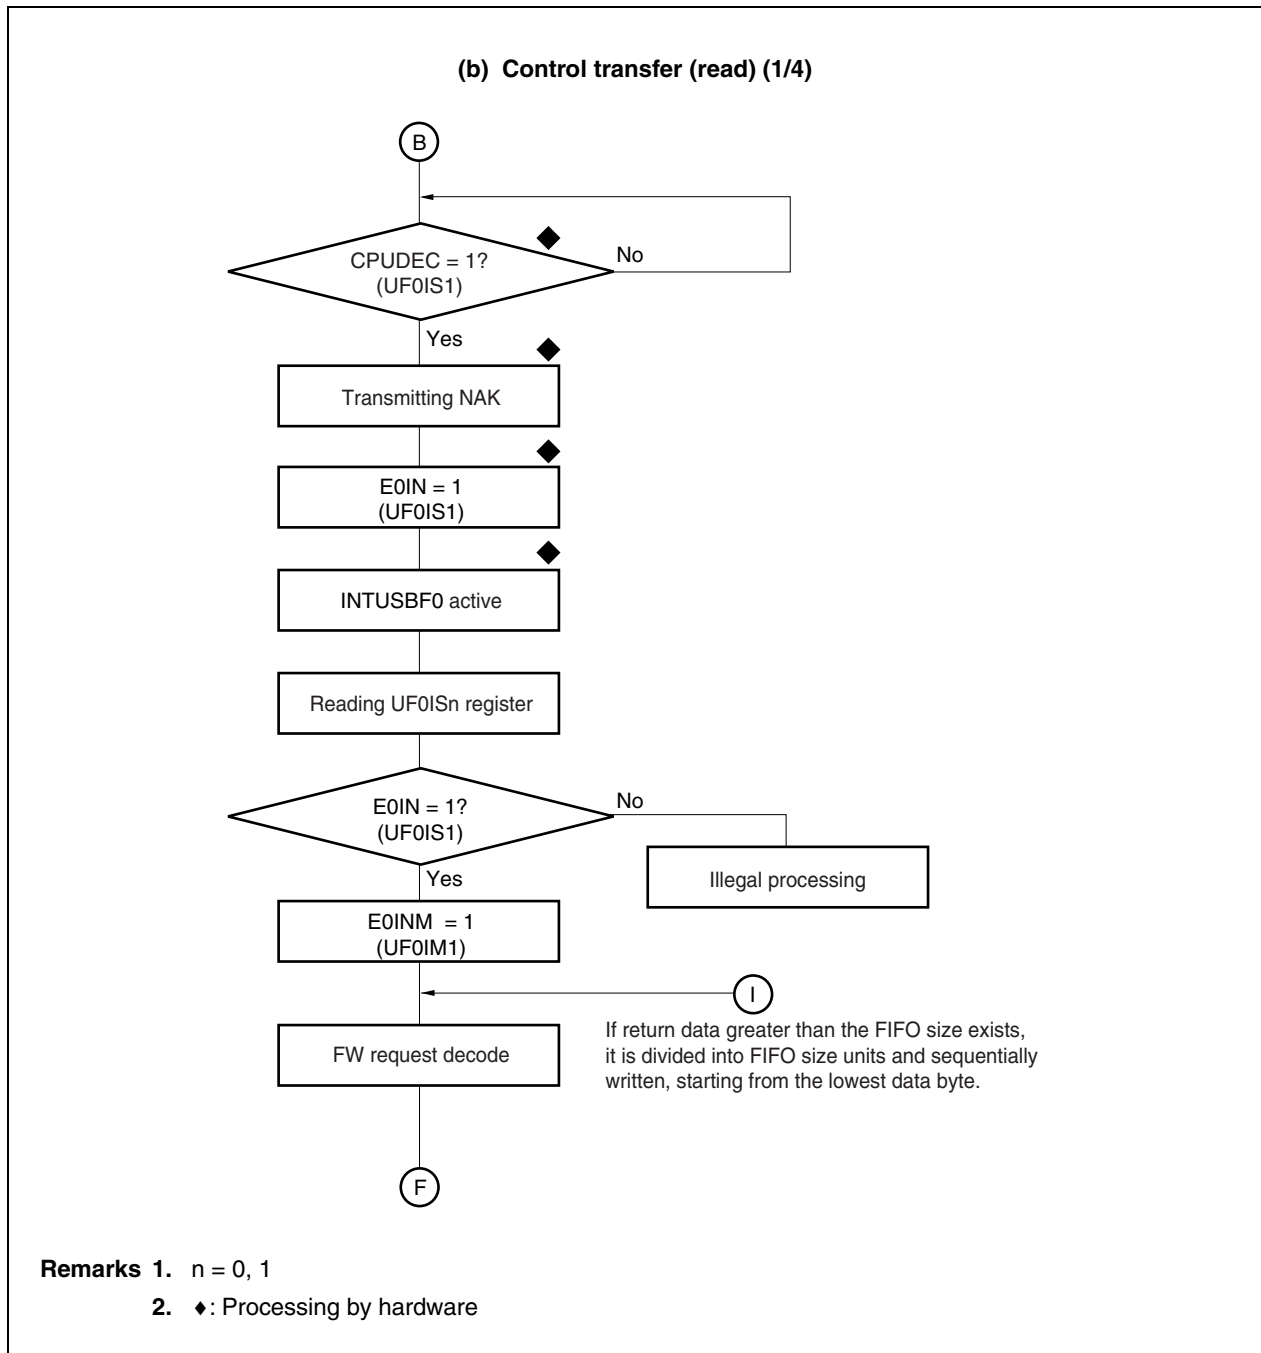 (b) Control transfer (read) (1/4)
B
CPUDEC = 1?
(UF0IS1)
No
Yes
Transmitting NAK
E0IN = 1
(UF0IS1)
INTUSBF0 active
Reading UF0ISn register
E0IN = 1?
(UF0IS1)
No
Illegal processing
Yes
E0INM = 1
(UF0IM1)
I
If return data greater than the FIFO size exists,
it is divided into FIFO size units and sequentially
written, starting from the lowest data byte.
FW request decode
F
Remarks 1. n = 0, 1
2. ♦: Processing by hardware